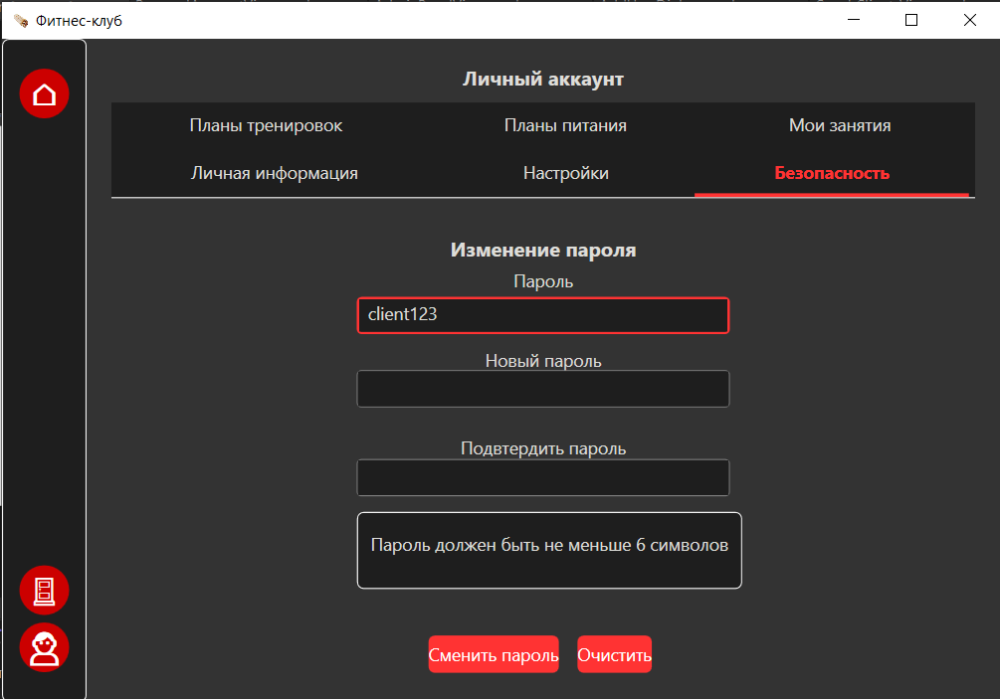 Фитнес-клуб
Личный аккаунт
Планы тренировок Планы питания Мои занятия
Личная информация Настройки Безопасность
Изменение пароля
Пароль
client123
Новый пароль
Подвтердить пароль
Пароль должен быть не меньше 6 символов
Сменить пароль Очистить